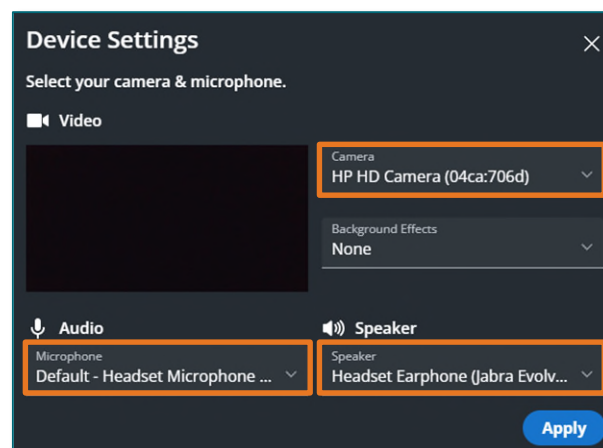 Device Settings
Select your camera & microphone.
Video
Camera
HP HD Camera (04ca:706d)
Background Effects
None
Audio
Microphone
Default - Headset Microphone ...
Speaker
Speaker
Headset Earphone (Jabra Evolv...
Apply